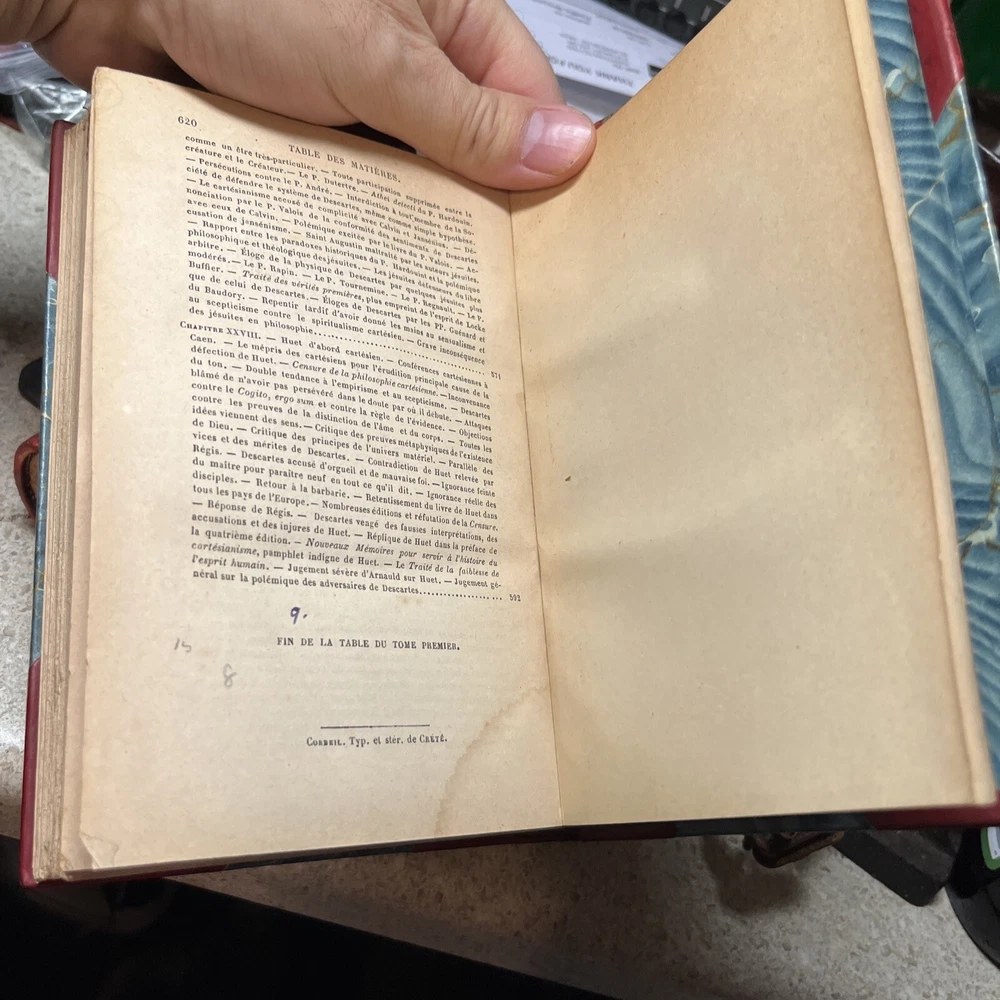 620
TABLE DES MATIÈRES.
comme un être très-particulier. — Toute participation supprimée entre la
créature et le Créateur. — Le P. Dutertre. — Athei detecti du P. Hardouin.
— Persécutions contre le P. André. — Interdiction à tout membre de la So-
ciété de défendre le système de Descartes, même comme simple hypothèse.
— Le cartésianisme accusé de complicité avec Calvin et Jansénius. — Dé-
nonciation par le P. Valois de la conformité des sentiments de Descartes
avec ceux de Calvin. — Polémique excitée par le livre du P. Valois. — Ac-
cusation de jansénisme. — Saint Augustin maltraité par les auteurs jésuites.
— Rapport entre les paradoxes historiques du P. Hardouin et la polémique
philosophique et théologique des jésuites. — Les jésuites défenseurs du libre
arbitre. — Éloge de la physique de Descartes par quelques jésuites plus
modérés. — Le P. Rapin. — Le P. Tournemine. — Le P. Regnault. — Le P.
Buffier. — Traité des vérités premières, plus empreint de l'esprit de Locke
que de celui de Descartes. — Éloges de Descartes par les PP. Guénard et
du Baudory. — Repentir tardif d'avoir donné les mains au sensualisme et
au scepticisme contre le spiritualisme cartésien. — Grave inconséquence
des jésuites en philosophie........ 571
CHAPITRE XXVIII. — Huet d'abord cartésien. — Conférences cartésiennes à
Caen. — Le mépris des cartésiens pour l'érudition principale cause de la
défection de Huet. — Censure de la philosophie cartésienne. — Inconvenance
du ton. — Double tendance à l'empirisme et au scepticisme. — Descartes
blâmé de n'avoir pas persévéré dans le doute par où il débute. — Attaques
contre le Cogito, ergo sum et contre la règle de l'évidence. — Objections
contre les preuves de la distinction de l'âme et du corps. — Toutes les
idées viennent des sens. — Critique des preuves métaphysiques de l'existence
de Dieu. — Critique des principes de l'univers matériel. — Parallèle des
vices et des mérites de Descartes. — Contradiction de Huet relevée par
Régis. — Descartes accusé d'orgueil et de mauvaise foi. — Ignorance feinte
du maître pour paraître neuf en tout ce qu'il dit, — Ignorance réelle des
disciples. — Retour à la barbarie. — Retentissement du livre de Huet dans
tous les pays de l'Europe. — Nombreuses éditions et réfutation de la Censure.
— Réponse de Régis. — Descartes vengé des fausses interprétations, des
accusations et des injures de Huet. — Réplique de Huet dans la préface de
la quatrième édition. — Nouveaux Mémoires pour servir à l'histoire du
cartésianisme, pamphlet indigne de Huet. — Le Traité de la faiblesse de
l'esprit humain. — Jugement sévère d'Arnauld sur Huet. — Jugement gé-
néral sur la polémique des adversaires de Descartes........ 592
9.
FIN DE LA TABLE DU TOME PREMIER.
8
CORBEIL. Typ. et stér. de CRÉTÉ.